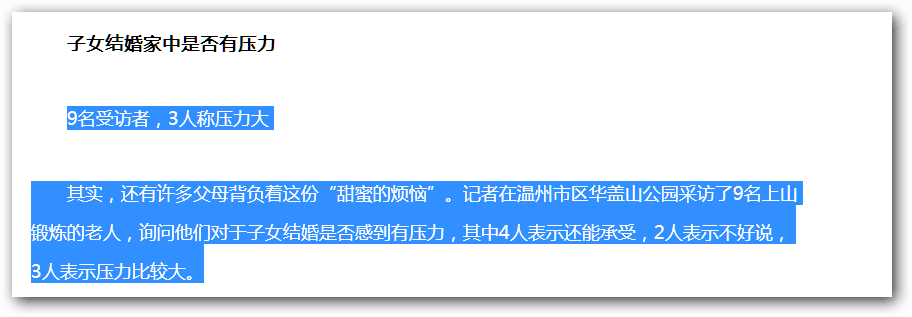 子女结婚家中是否有压力
9名受访者，3人称压力大
其实，还有许多父母背负着这份“甜蜜的烦恼”。记者在温州市区华盖山公园采访了9名上山
锻炼的老人，询问他们对于子女结婚是否感到有压力，其中4人表示还能承受，2人表示不好说，
3人表示压力比较大。